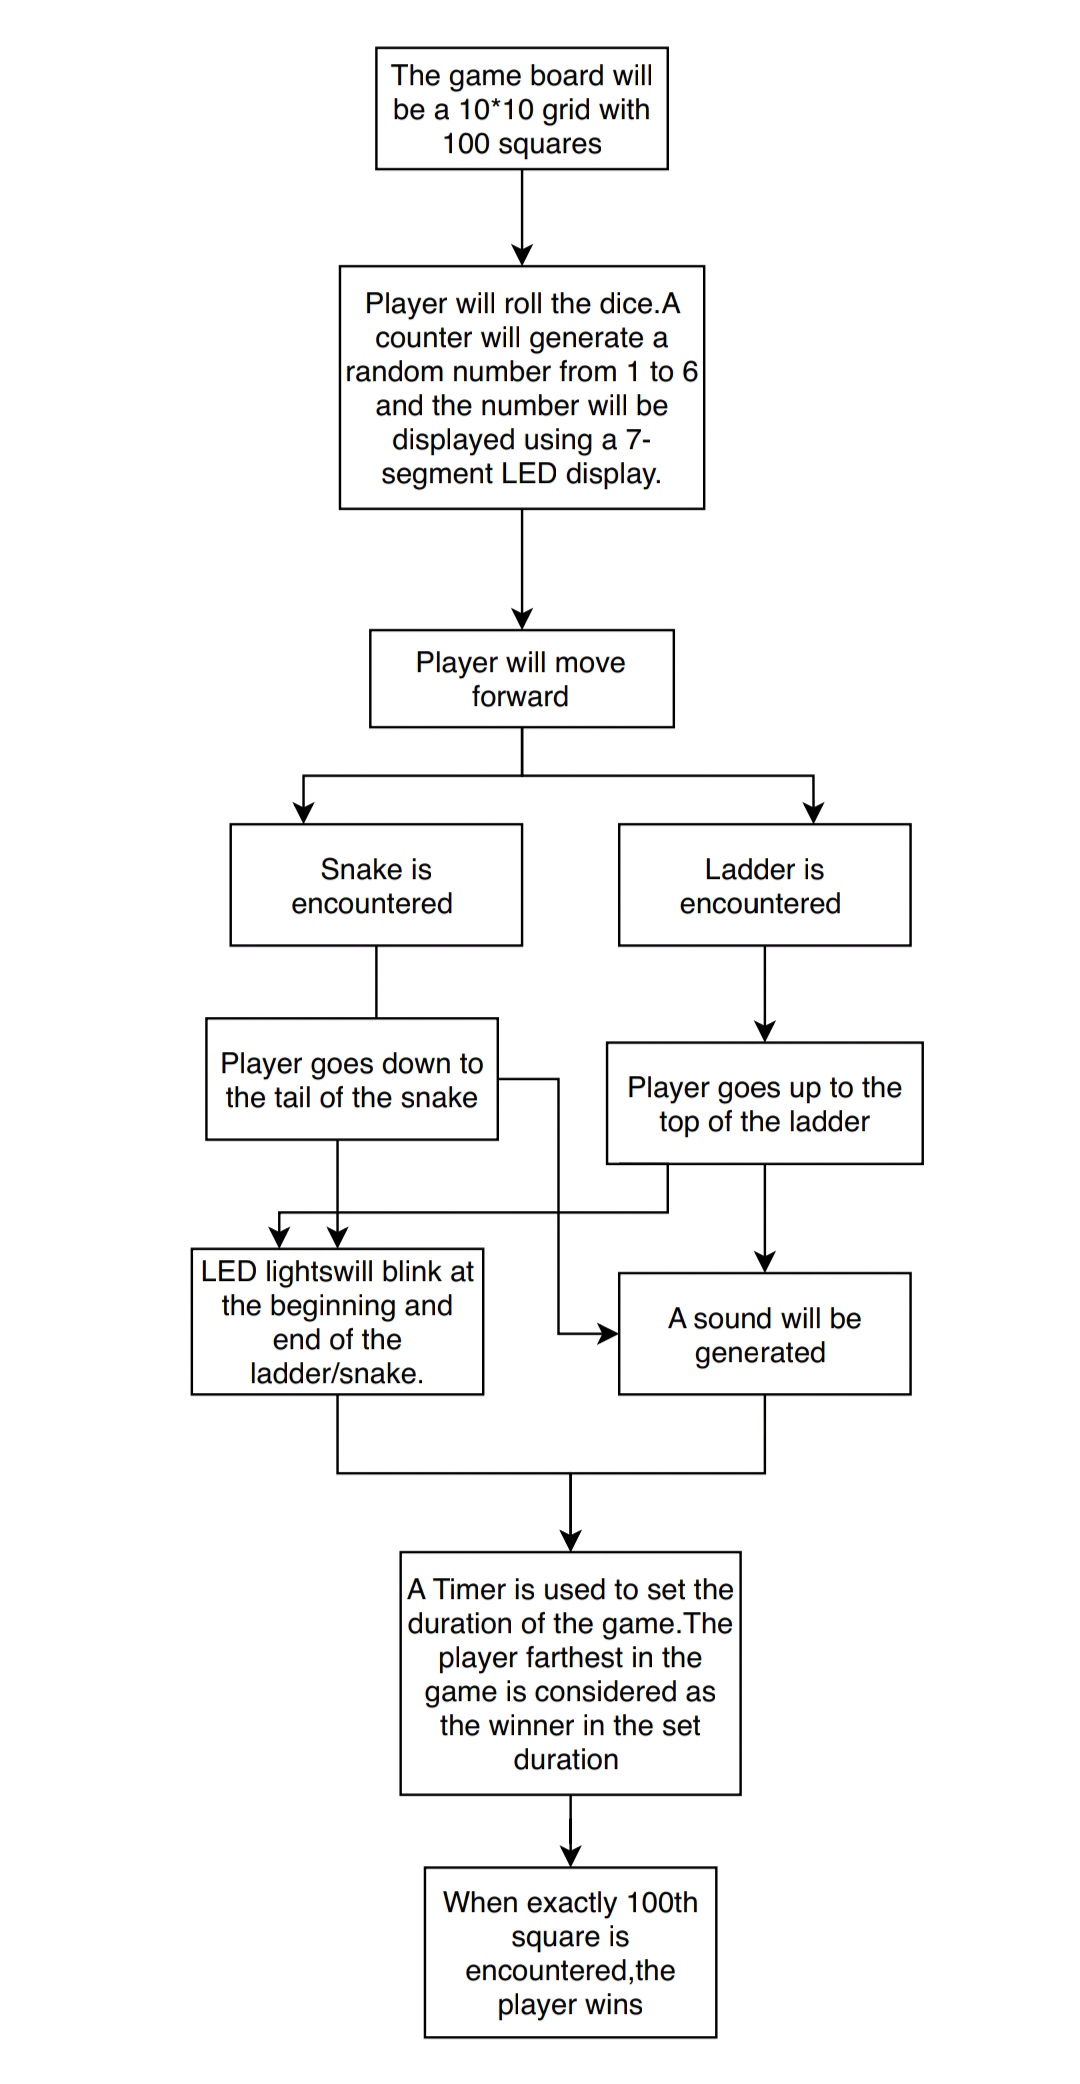 The game board will
be a 10*10 grid with
100 squares
Player will roll the dice.A
counter will generate a
random number from 1 to 6
and the number will be
displayed using a 7-
segment LED display.
Player will move
forward
Snake is
encountered
Ladder is
encountered
Player goes down to
the tail of the snake
Player goes up to the
top of the ladder
LED lightswill blink at
the beginning and
end of the
ladder/snake.
A sound will be
generated
A Timer is used to set the
duration of the game.The
player farthest in the
game is considered as
the winner in the set
duration
When exactly 100th
square is
encountered,the
player wins